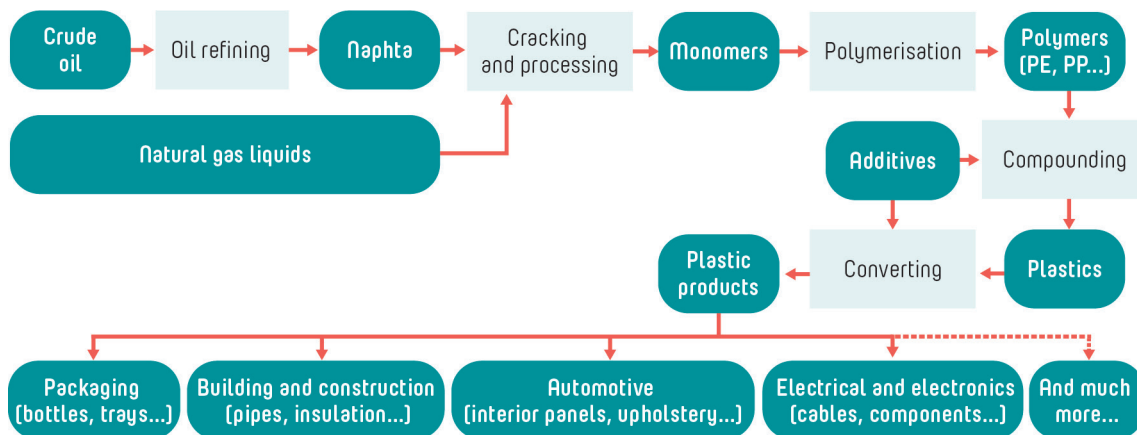 Crude
oil
Oil refining
Naphta
Cracking
and processing
Monomers
Polymerisation
Polymers
(PE, PP...)
Natural gas liquids
Additives
Compounding
Plastic
products
Converting
Plastics
Packaging
(bottles, trays...)
Building and construction
(pipes, insulation...)
Automotive
(interior panels, upholstery...)
Electrical and electronics
(cables, components...)
And much
more...